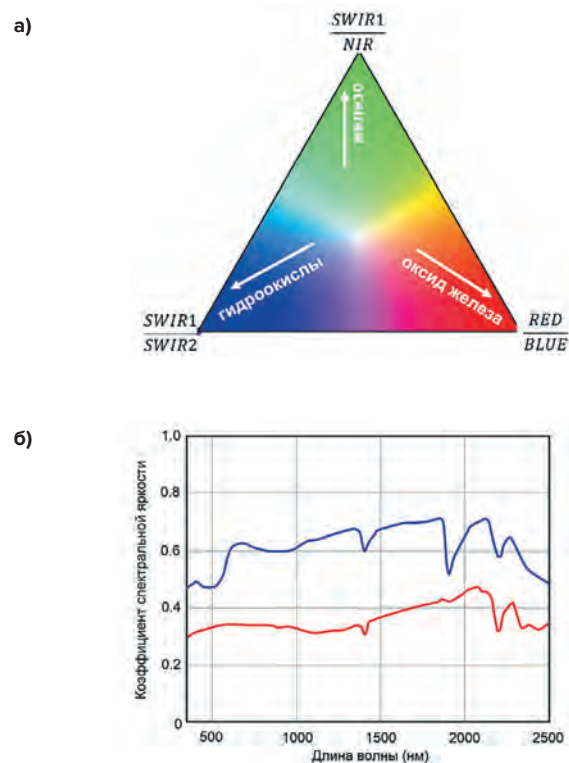 а)
SWIR1
NIR
гидроокислы
оксид железа
SWIR1
SWIR2
RED
BLUE
б)
Коэффициент спектральной яркости
1,0
0.8
0.6
0.4
0.2
0
500
1000
1500
2000
2500
Длина волны (нм)